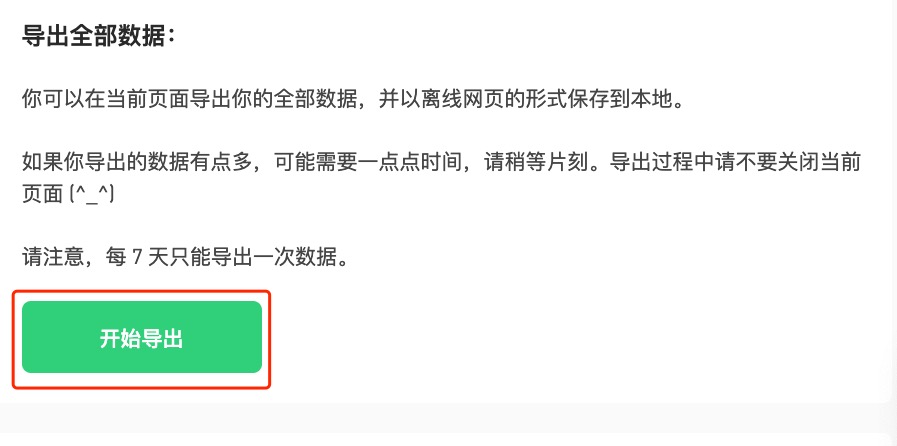 导出全部数据：
你可以在当前页面导出你的全部数据，并以离线网页的形式保存到本地。
如果你导出的数据有点多，可能需要一点点时间，请稍等片刻。导出过程中请不要关闭当前
页面 (^_^)
请注意，每 7 天只能导出一次数据。
开始导出